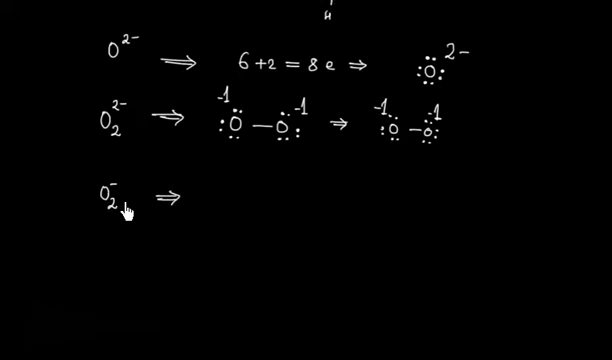 H
O²⁻ ⟹ 6+2 = 8 e ⇒ :Ö: 2−
O₂²⁻ ⟹ -1 :O — O: -1 ⇒ -1 :O — O: -1
O₂⁻ ⇒